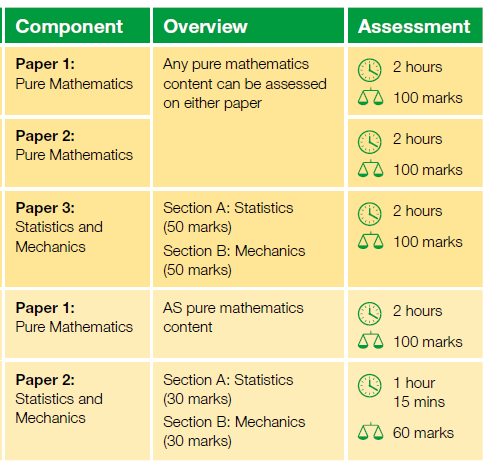 Component Overview Assessment
Paper 1:
Pure Mathematics
Any pure mathematics
content can be assessed
on either paper
2 hours
100 marks
Paper 2:
Pure Mathematics
2 hours
100 marks
Paper 3:
Statistics and
Mechanics
Section A: Statistics
(50 marks)
Section B: Mechanics
(50 marks)
2 hours
100 marks
Paper 1:
Pure Mathematics
AS pure mathematics
content
2 hours
100 marks
Paper 2:
Statistics and
Mechanics
Section A: Statistics
(30 marks)
Section B: Mechanics
(30 marks)
1 hour
15 mins
60 marks